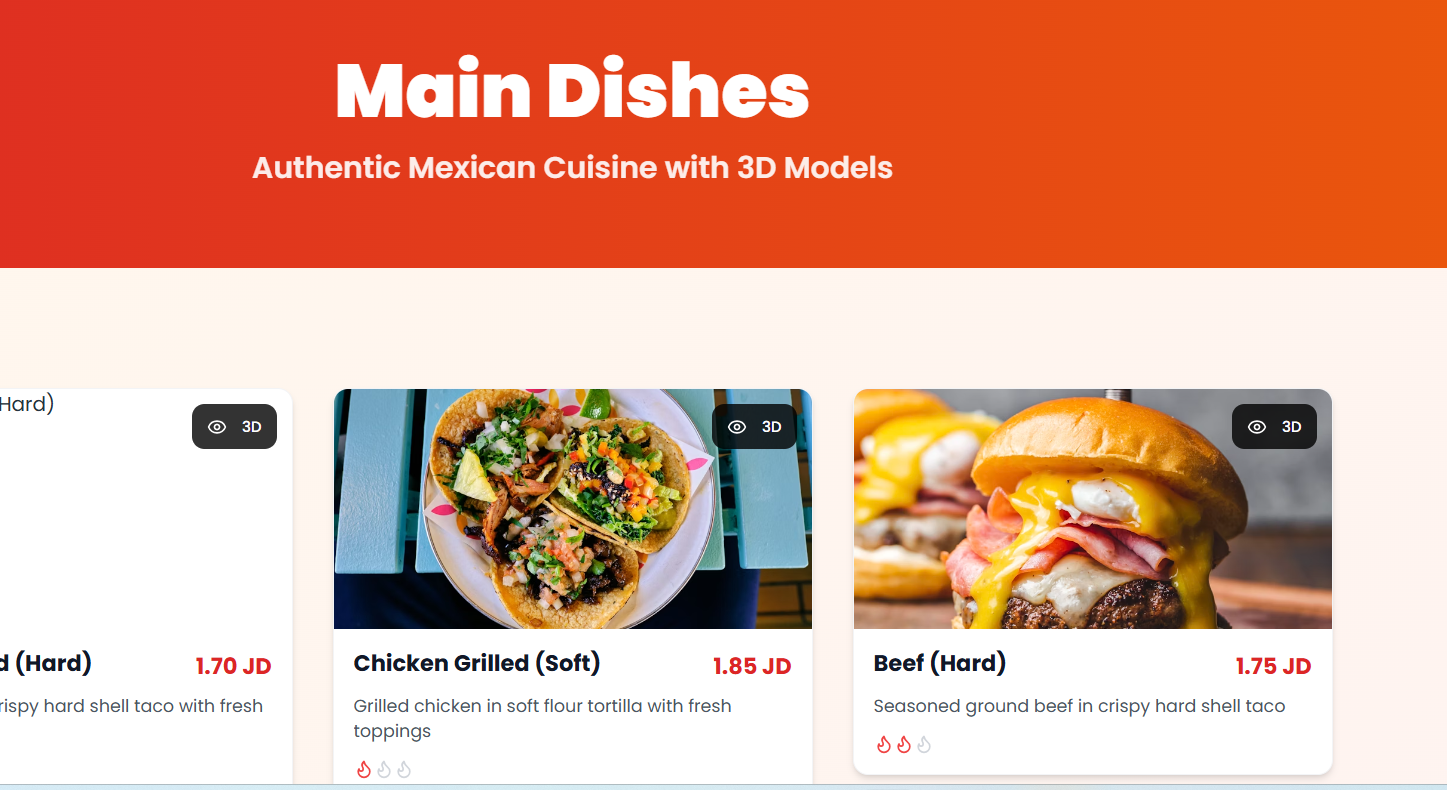 Main Dishes
Authentic Mexican Cuisine with 3D Models
Hard)
3D
3D
3D
d (Hard)
1.70 JD
rispy hard shell taco with fresh
Chicken Grilled (Soft)
1.85 JD
Grilled chicken in soft flour tortilla with fresh
toppings
Beef (Hard)
1.75 JD
Seasoned ground beef in crispy hard shell taco